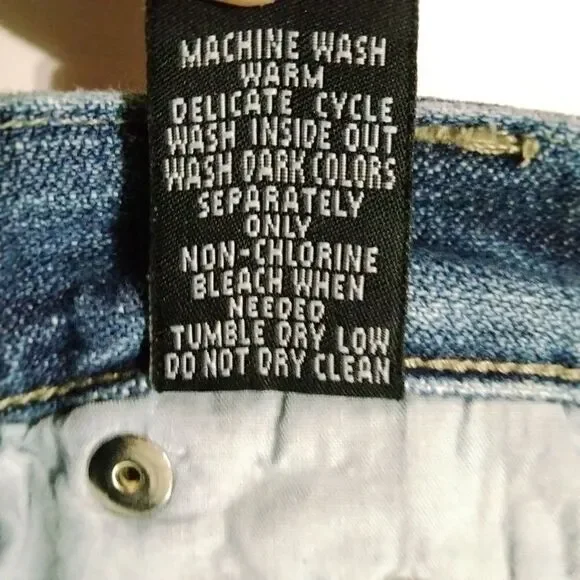 MACHINE WASH
WARM
DELICATE CYCLE
WASH INSIDE OUT
WASH DARK COLORS
SEPARATELY
ONLY
NON-CHLORINE
BLEACH WHEN
NEEDED
TUMBLE DRY LOW
DO NOT DRY CLEAN